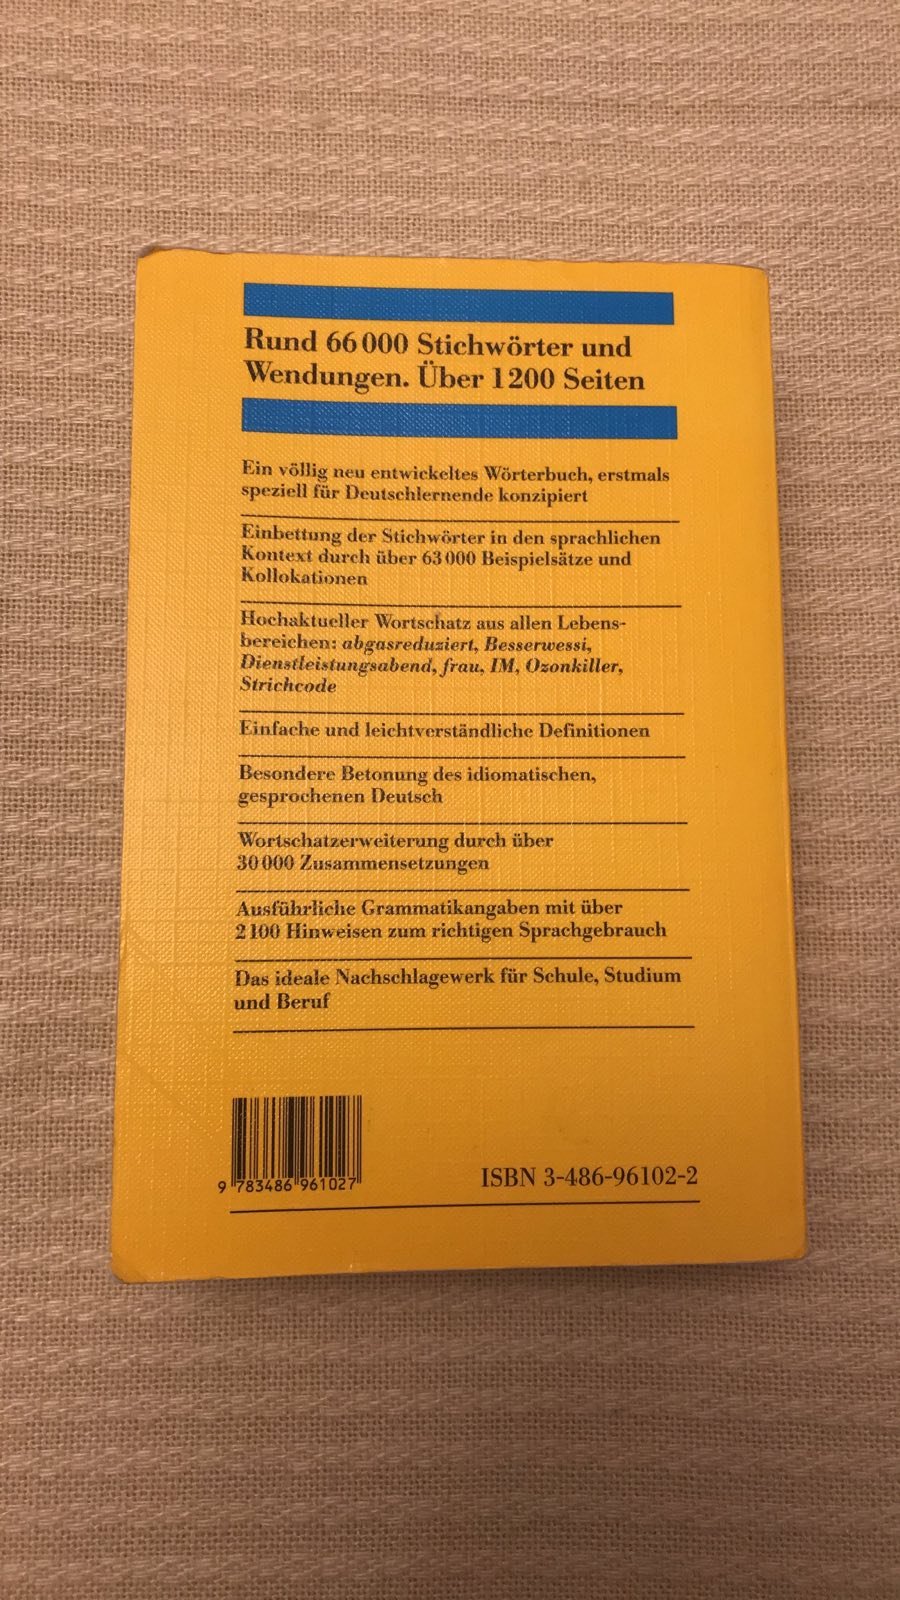 Rund 66 000 Stichwörter und
Wendungen. Über 1200 Seiten
Ein völlig neu entwickeltes Wörterbuch, erstmals
speziell für Deutschlernende konzipiert
Einbettung der Stichwörter in den sprachlichen
Kontext durch über 63 000 Beispielsätze und
Kollokationen
Hochaktueller Wortschatz aus allen Lebens-
bereichen: abgasreduziert, Besserwessi,
Dienstleistungsabend, frau, IM, Ozonkiller,
Strichcode
Einfache und leichtverständliche Definitionen
Besondere Betonung des idiomatischen,
gesprochenen Deutsch
Wortschatzerweiterung durch über
30 000 Zusammensetzungen
Ausführliche Grammatikangaben mit über
2100 Hinweisen zum richtigen Sprachgebrauch
Das ideale Nachschlagewerk für Schule, Studium
und Beruf
9 783486 961027
ISBN 3-486-96102-2